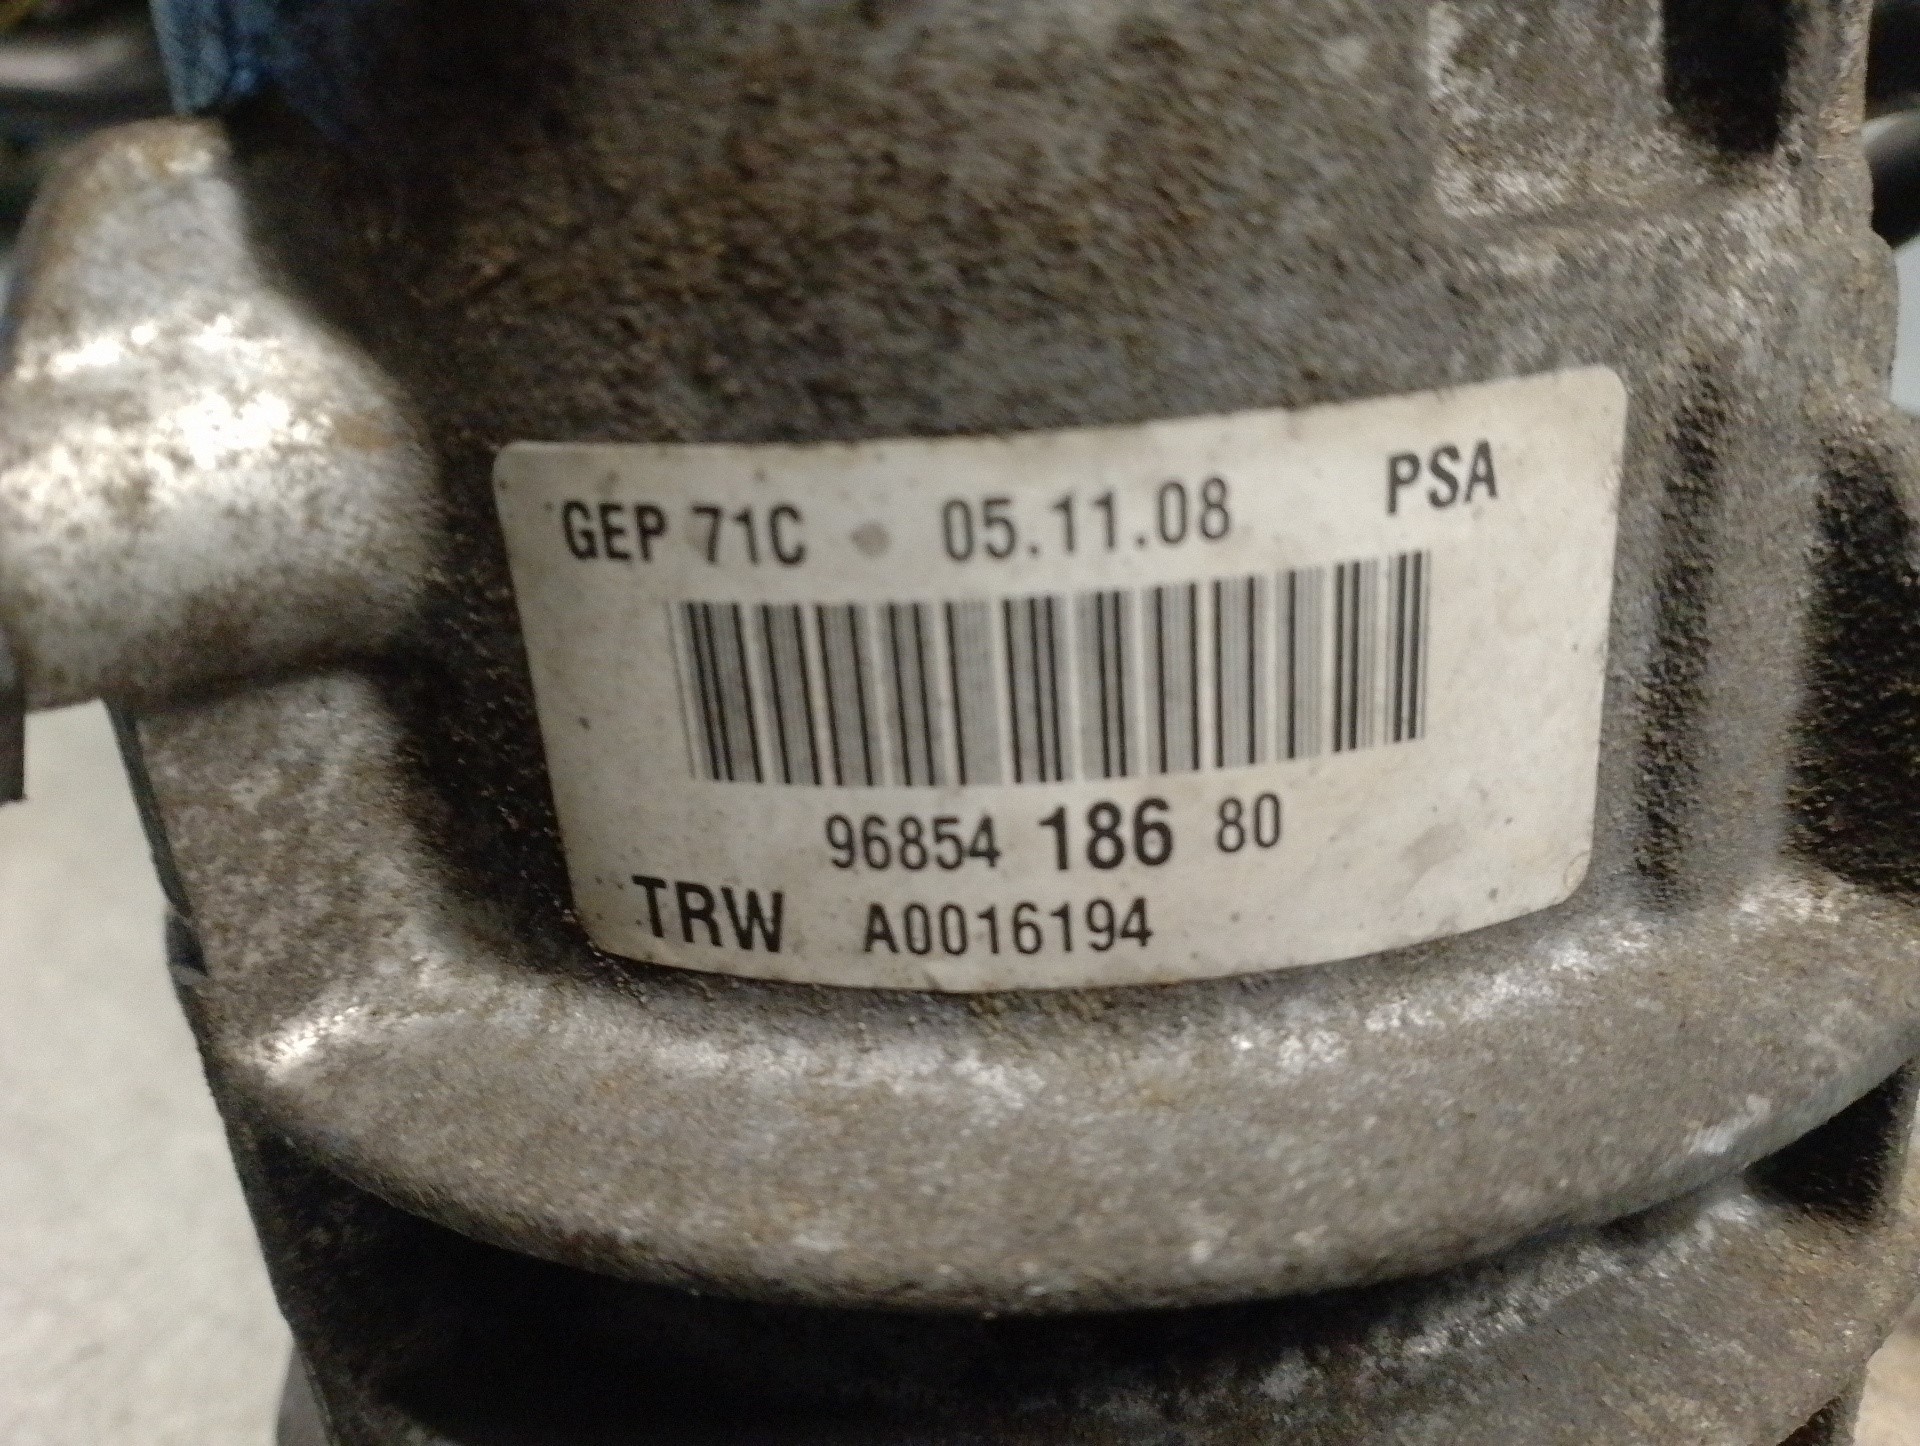 GEP 71C 05.11.08 PSA
96854 186 80
TRW A0016194